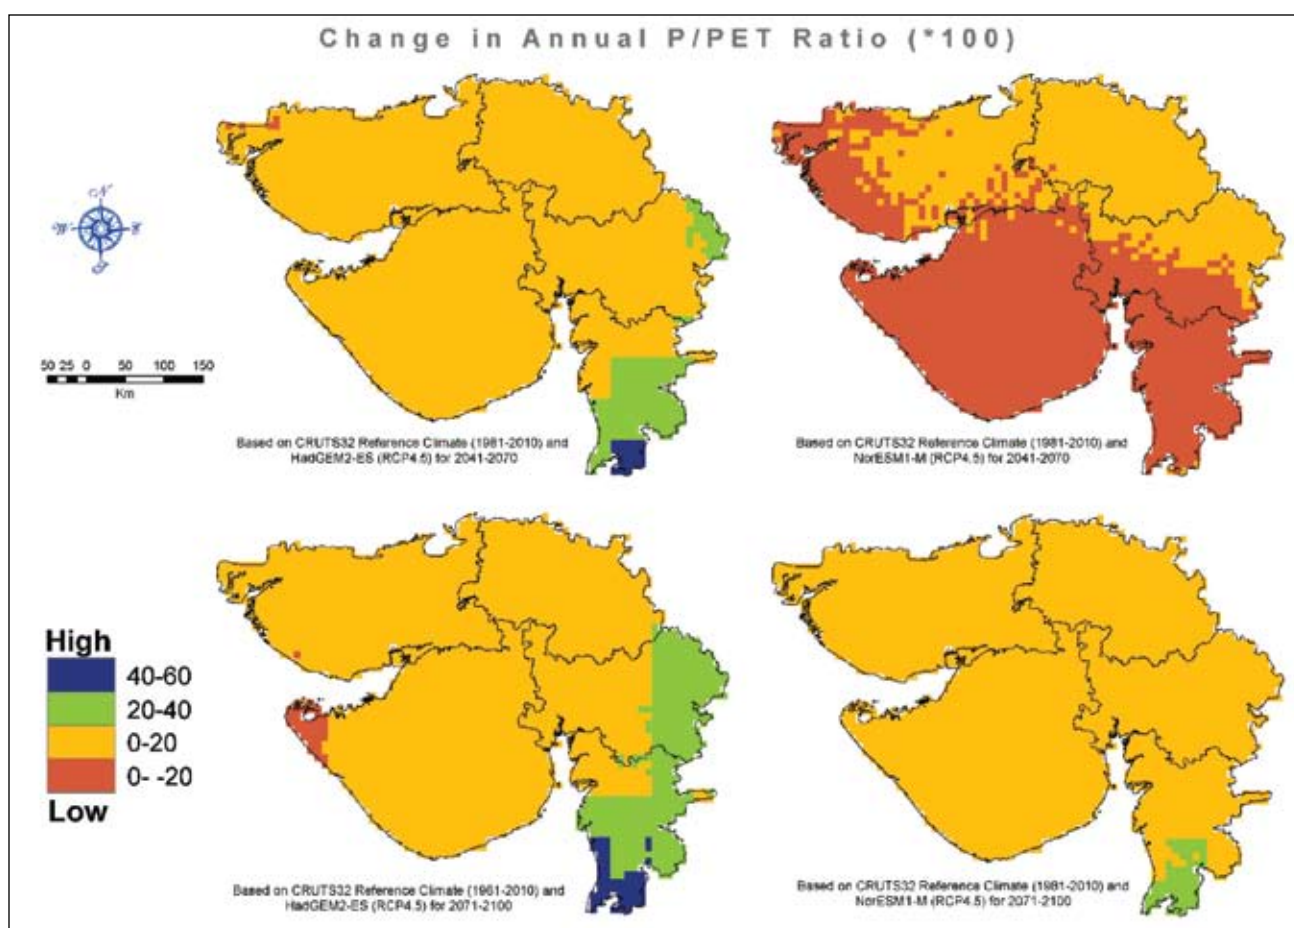 Change in Annual P/PET Ratio (*100)
N
W
E
S
50 25 0 50 100 150
Km
Based on CRUTS32 Reference Climate (1981-2010) and
HadGEM2-ES (RCP4.5) for 2041-2070
Based on CRUTS32 Reference Climate (1981-2010) and
NorESM1-M (RCP4.5) for 2041-2070
High
40-60
20-40
0-20
0- -20
Low
Based on CRUTS32 Reference Climate (1961-2010) and
HadGEM2-ES (RCP4.5) for 2071-2100
Based on CRUTS32 Reference Climate (1981-2010) and
NorESM1-M (RCP4.5) for 2071-2100